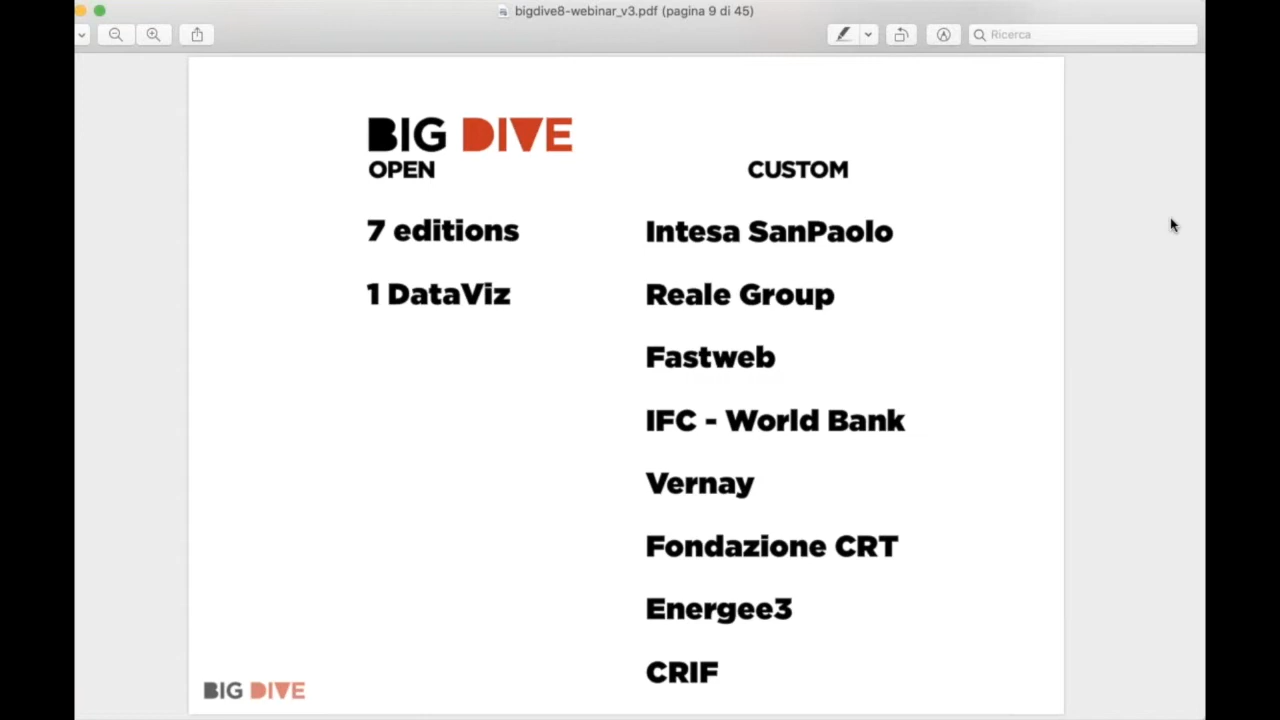 bigdive8-webinar_v3.pdf (pagina 9 di 45)
Ricerca
BIG DIVE
OPEN
7 editions
1 DataViz
CUSTOM
Intesa SanPaolo
Reale Group
Fastweb
IFC - World Bank
Vernay
Fondazione CRT
Energee3
CRIF
BIG DIVE